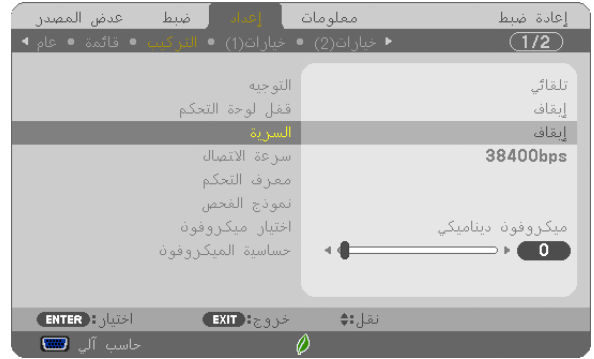 عدض المصدر ضبط إعداد معلومات إعادة ضبط
عام • قائمة • التركيب • خيارات(1) • خيارات(2) 1/2
التوجيه تلقائي
قفل لوحة التحكم إيقاف
السرية إيقاف
سرعة الاتصال 38400bps
معرف التحكم
نموذج الفحص
اختيار ميكروفون ميكروفون ديناميكي
حساسية الميكروفون 0
ENTER :اختيار EXIT :خروج نقل:
حاسب آلي